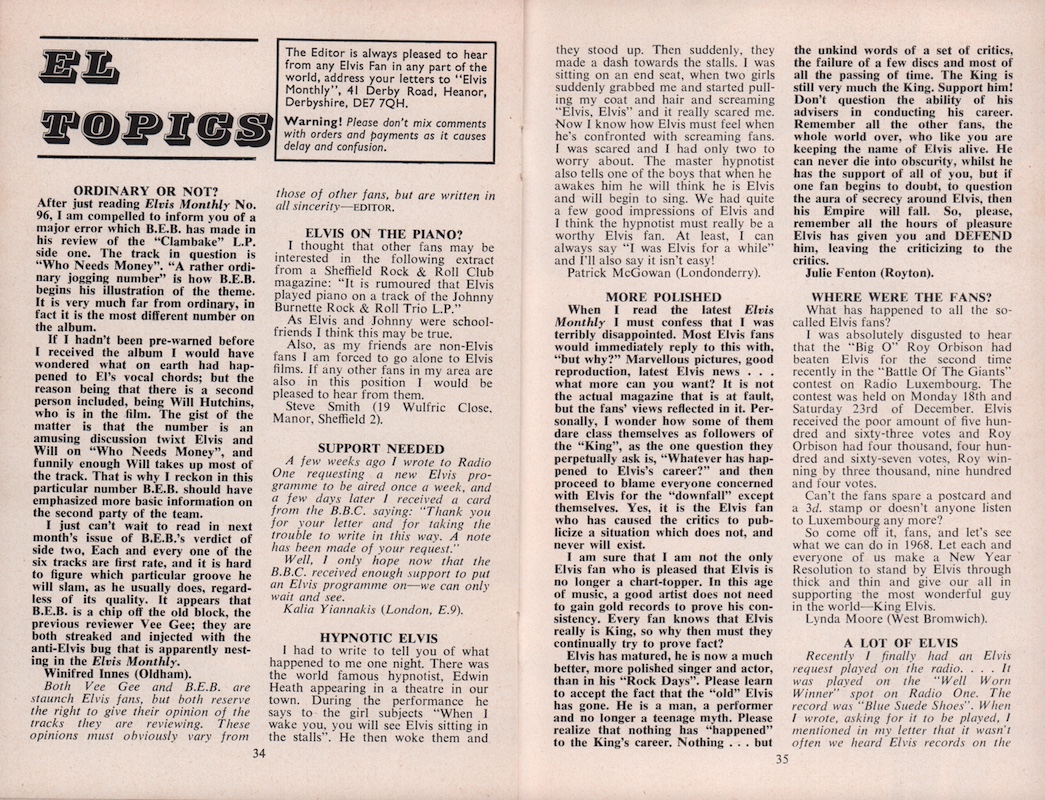 EL
TOPICS
The Editor is always pleased to hear
from any Elvis Fan in any part of the
world, address your letters to "Elvis
Monthly", 41 Derby Road, Heanor,
Derbyshire, DE7 7QH.
Warning! Please don't mix comments
with orders and payments as it causes
delay and confusion.
ORDINARY OR NOT?
After just reading Elvis Monthly No.
96, I am compelled to inform you of a
major error which B.E.B. has made in
his review of the "Clambake" L.P.
side one. The track in question is
"Who Needs Money". "A rather ordi-
nary jogging number" is how B.E.B.
begins his illustration of the theme.
It is very much far from ordinary, in
fact it is the most different number on
the album.
If I hadn't been pre-warned before
I received the album I would have
wondered what on earth had hap-
pened to El's vocal chords; but the
reason being that there is a second
person included, being Will Hutchins,
who is in the film. The gist of the
matter is that the number is an
amusing discussion twixt Elvis and
Will on "Who Needs Money", and
funnily enough Will takes up most of
the track. That is why I reckon in this
particular number B.E.B. should have
emphasized more basic information on
the second party of the team.
I just can't wait to read in next
month's issue of B.E.B.'s verdict of
side two, Each and every one of the
six tracks are first rate, and it is hard
to figure which particular groove he
will slam, as he usually does, regard-
less of its quality. It appears that
B.E.B. is a chip off the old block, the
previous reviewer Vee Gee; they are
both streaked and injected with the
anti-Elvis bug that is apparently nest-
ing in the Elvis Monthly.
Winifred Innes (Oldham).
Both Vee Gee and B.E.B. are
staunch Elvis fans, but both reserve
the right to give their opinion of the
tracks they are reviewing. These
opinions must obviously vary from
those of other fans, but are written in
all sincerity—EDITOR.
ELVIS ON THE PIANO?
I thought that other fans may be
interested in the following extract
from a Sheffield Rock & Roll Club
magazine: "It is rumoured that Elvis
played piano on a track of the Johnny
Burnette Rock & Roll Trio L.P."
As Elvis and Johnny were school-
friends I think this may be true.
Also, as my friends are non-Elvis
fans I am forced to go alone to Elvis
films. If any other fans in my area are
also in this position I would be
pleased to hear from them.
Steve Smith (19 Wulfric Close,
Manor, Sheffield 2).
SUPPORT NEEDED
A few weeks ago I wrote to Radio
One requesting a new Elvis pro-
gramme to be aired once a week, and
a few days later I received a card
from the B.B.C. saying: "Thank you
for your letter and for taking the
trouble to write in this way. A note
has been made of your request."
Well, I only hope now that the
B.B.C. received enough support to put
an Elvis programme on—we can only
wait and see.
Kalia Yiannakis (London, E.9).
HYPNOTIC ELVIS
I had to write to tell you of what
happened to me one night. There was
the world famous hypnotist, Edwin
Heath appearing in a theatre in our
town. During the performance he
says to the girl subjects "When I
wake you, you will see Elvis sitting in
the stalls". He then woke them and
34
they stood up. Then suddenly, they
made a dash towards the stalls. I was
sitting on an end seat, when two girls
suddenly grabbed me and started pull-
ing my coat and hair and screaming
"Elvis, Elvis" and it really scared me.
Now I know how Elvis must feel when
he's confronted with screaming fans.
I was scared and I had only two to
worry about. The master hypnotist
also tells one of the boys that when he
awakes him he will think he is Elvis
and will begin to sing. We had quite
a few good impressions of Elvis and
I think the hypnotist must really be a
worthy Elvis fan. At least, I can
always say "I was Elvis for a while"
and I'll also say it isn't easy!
Patrick McGowan (Londonderry).
MORE POLISHED
When I read the latest Elvis
Monthly I must confess that I was
terribly disappointed. Most Elvis fans
would immediately reply to this with,
"but why?" Marvellous pictures, good
reproduction, latest Elvis news . . .
what more can you want? It is not
the actual magazine that is at fault,
but the fans' views reflected in it. Per-
sonally, I wonder how some of them
dare class themselves as followers of
the "King", as the one question they
perpetually ask is, "Whatever has hap-
pened to Elvis's career?" and then
proceed to blame everyone concerned
with Elvis for the "downfall" except
themselves. Yes, it is the Elvis fan
who has caused the critics to pub-
licize a situation which does not, and
never will exist.
I am sure that I am not the only
Elvis fan who is pleased that Elvis is
no longer a chart-topper. In this age
of music, a good artist does not need
to gain gold records to prove his con-
sistency. Every fan knows that Elvis
really is King, so why then must they
continually try to prove fact?
Elvis has matured, he is now a much
better, more polished singer and actor,
than in his "Rock Days". Please learn
to accept the fact that the "old" Elvis
has gone. He is a man, a performer
and no longer a teenage myth. Please
realize that nothing has "happened"
to the King's career. Nothing . . . but
the unkind words of a set of critics,
the failure of a few discs and most of
all the passing of time. The King is
still very much the King. Support him!
Don't question the ability of his
advisers in conducting his career.
Remember all the other fans, the
whole world over, who like you are
keeping the name of Elvis alive. He
can never die into obscurity, whilst he
has the support of all of you, but if
one fan begins to doubt, to question
the aura of secrecy around Elvis, then
his Empire will fall. So, please,
remember all the hours of pleasure
Elvis has given you and DEFEND
him, leaving the criticizing to the
critics.
Julie Fenton (Royton).
WHERE WERE THE FANS?
What has happened to all the so-
called Elvis fans?
I was absolutely disgusted to hear
that the "Big O" Roy Orbison had
beaten Elvis for the second time
recently in the "Battle Of The Giants"
contest on Radio Luxembourg. The
contest was held on Monday 18th and
Saturday 23rd of December. Elvis
received the poor amount of five hun-
dred and sixty-three votes and Roy
Orbison had four thousand, four hun-
dred and sixty-seven votes, Roy win-
ning by three thousand, nine hundred
and four votes.
Can't the fans spare a postcard and
a 3d. stamp or doesn't anyone listen
to Luxembourg any more?
So come off it, fans, and let's see
what we can do in 1968. Let each and
everyone of us make a New Year
Resolution to stand by Elvis through
thick and thin and give our all in
supporting the most wonderful guy
in the world—King Elvis.
Lynda Moore (West Bromwich).
A LOT OF ELVIS
Recently I finally had an Elvis
request played on the radio. . . . It
was played on the "Well Worn
Winner" spot on Radio One. The
record was "Blue Suede Shoes". When
I wrote, asking for it to be played, I
mentioned in my letter that it wasn't
often we heard Elvis records on the
35